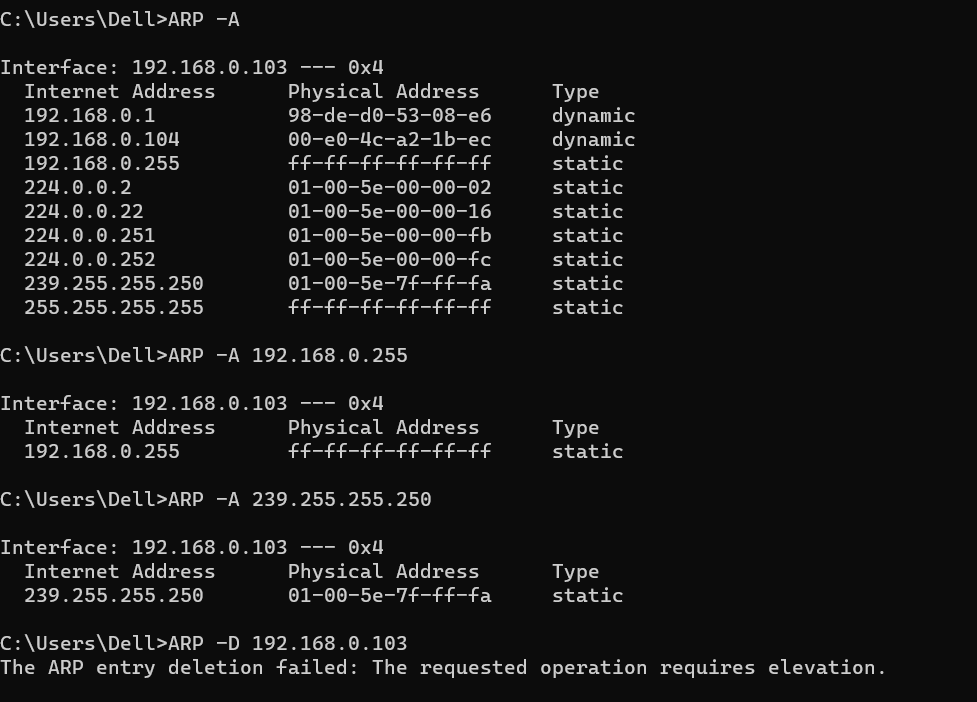 C:\Users\Dell>ARP -A
Interface: 192.168.0.103 --- 0x4
  Internet Address      Physical Address      Type
  192.168.0.1           98-de-d0-53-08-e6     dynamic
  192.168.0.104         00-e0-4c-a2-1b-ec     dynamic
  192.168.0.255         ff-ff-ff-ff-ff-ff     static
  224.0.0.2             01-00-5e-00-00-02     static
  224.0.0.22            01-00-5e-00-00-16     static
  224.0.0.251           01-00-5e-00-00-fb     static
  224.0.0.252           01-00-5e-00-00-fc     static
  239.255.255.250       01-00-5e-7f-ff-fa     static
  255.255.255.255       ff-ff-ff-ff-ff-ff     static
C:\Users\Dell>ARP -A 192.168.0.255
Interface: 192.168.0.103 --- 0x4
  Internet Address      Physical Address      Type
  192.168.0.255         ff-ff-ff-ff-ff-ff     static
C:\Users\Dell>ARP -A 239.255.255.250
Interface: 192.168.0.103 --- 0x4
  Internet Address      Physical Address      Type
  239.255.255.250       01-00-5e-7f-ff-fa     static
C:\Users\Dell>ARP -D 192.168.0.103
The ARP entry deletion failed: The requested operation requires elevation.